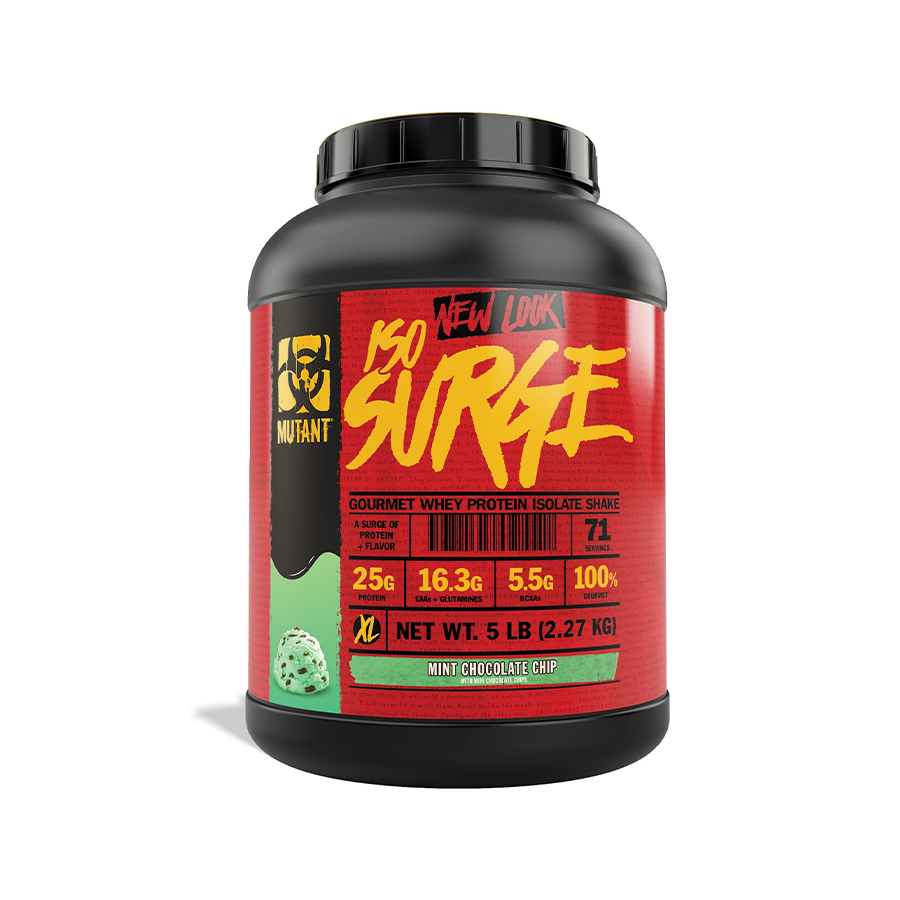 NEW LOOK
ISO
SURGE
MUTANT
GOURMET WHEY PROTEIN ISOLATE SHAKE
A SURGE OF
PROTEIN
+ FLAVOR
71
SERVINGS
25G
PROTEIN
16.3G
EAAs + GLUTAMINES
5.5G
BCAAs
100%
GOURMET
XL
NET WT. 5 LB (2.27 KG)
MINT CHOCOLATE CHIP
WITH MINI CHOCOLATE CHIPS